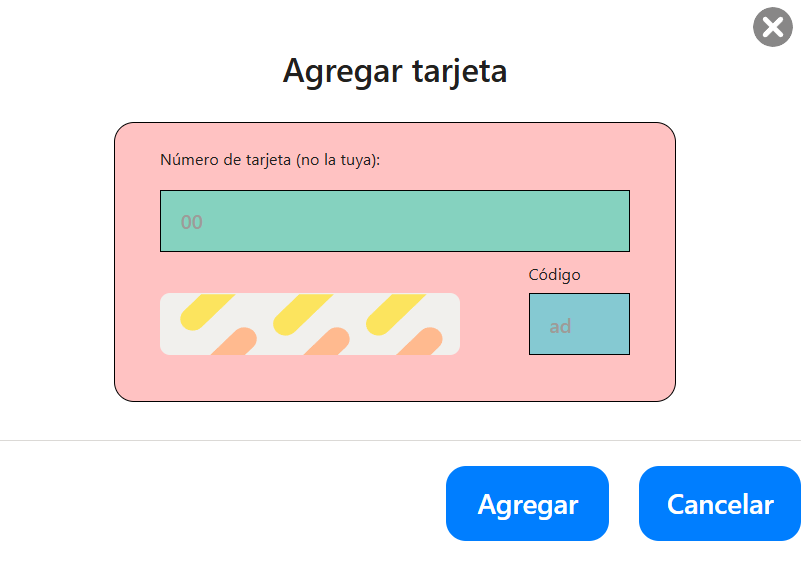 Agregar tarjeta
Número de tarjeta (no la tuya):
00
Código
ad
Agregar
Cancelar